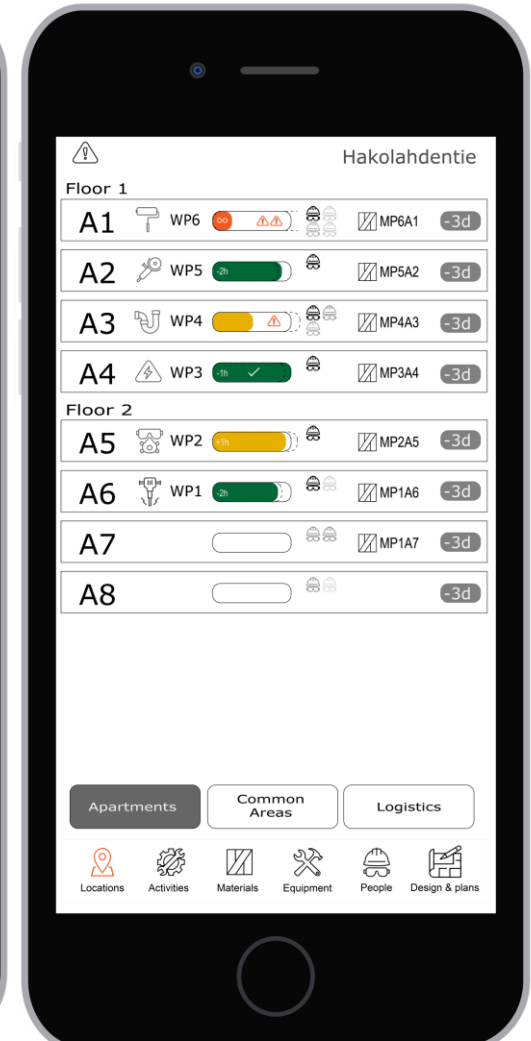 Hakolahdentie
Floor 1
A1 WP6 ∞ MP6A1 -3d
A2 WP5 -2h MP5A2 -3d
A3 WP4 MP4A3 -3d
A4 WP3 -1h MP3A4 -3d
Floor 2
A5 WP2 +1h MP2A5 -3d
A6 WP1 -2h MP1A6 -3d
A7 MP1A7 -3d
A8 -3d
Apartments
Common
Areas
Logistics
Locations Activities Materials Equipment People Design & plans